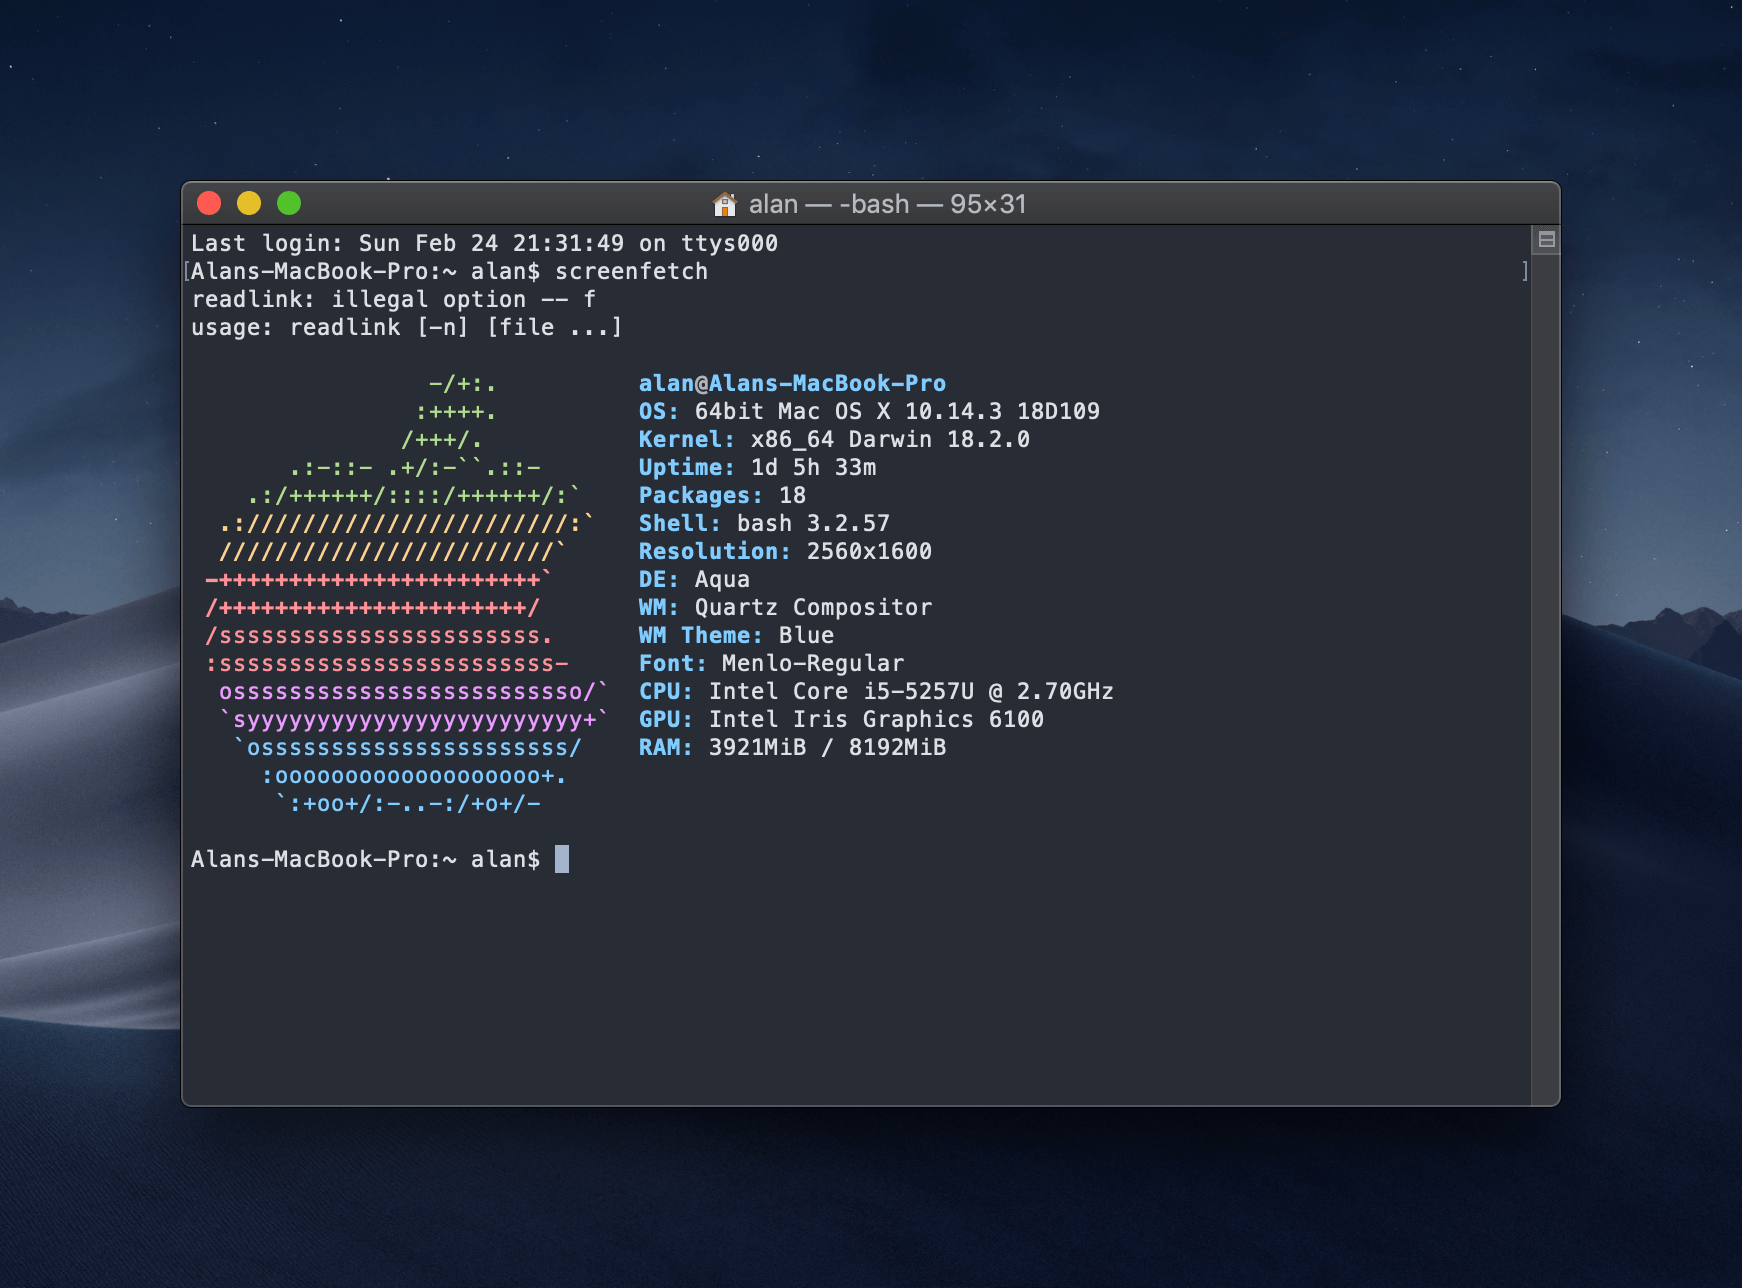 alan — -bash — 95×31
Last login: Sun Feb 24 21:31:49 on ttys000
[Alans-MacBook-Pro:~ alan$ screenfetch ]
readlink: illegal option -- f
usage: readlink [-n] [file ...]
                 -/+:.          alan@Alans-MacBook-Pro
                :++++.          OS: 64bit Mac OS X 10.14.3 18D109
               /+++/.           Kernel: x86_64 Darwin 18.2.0
       .:-::- .+/:-``.::-       Uptime: 1d 5h 33m
    .:/++++++/::::/++++++/:`    Packages: 18
  .:///////////////////////:`   Shell: bash 3.2.57
  ////////////////////////`     Resolution: 2560x1600
 -+++++++++++++++++++++++`      DE: Aqua
 /++++++++++++++++++++++/       WM: Quartz Compositor
 /sssssssssssssssssssssss.      WM Theme: Blue
 :ssssssssssssssssssssssss-     Font: Menlo-Regular
  osssssssssssssssssssssssso/`  CPU: Intel Core i5-5257U @ 2.70GHz
  `syyyyyyyyyyyyyyyyyyyyyyyy+`  GPU: Intel Iris Graphics 6100
   `ossssssssssssssssssssss/    RAM: 3921MiB / 8192MiB
     :ooooooooooooooooooo+.
      `:+oo+/:-..-:/+o+/-
Alans-MacBook-Pro:~ alan$